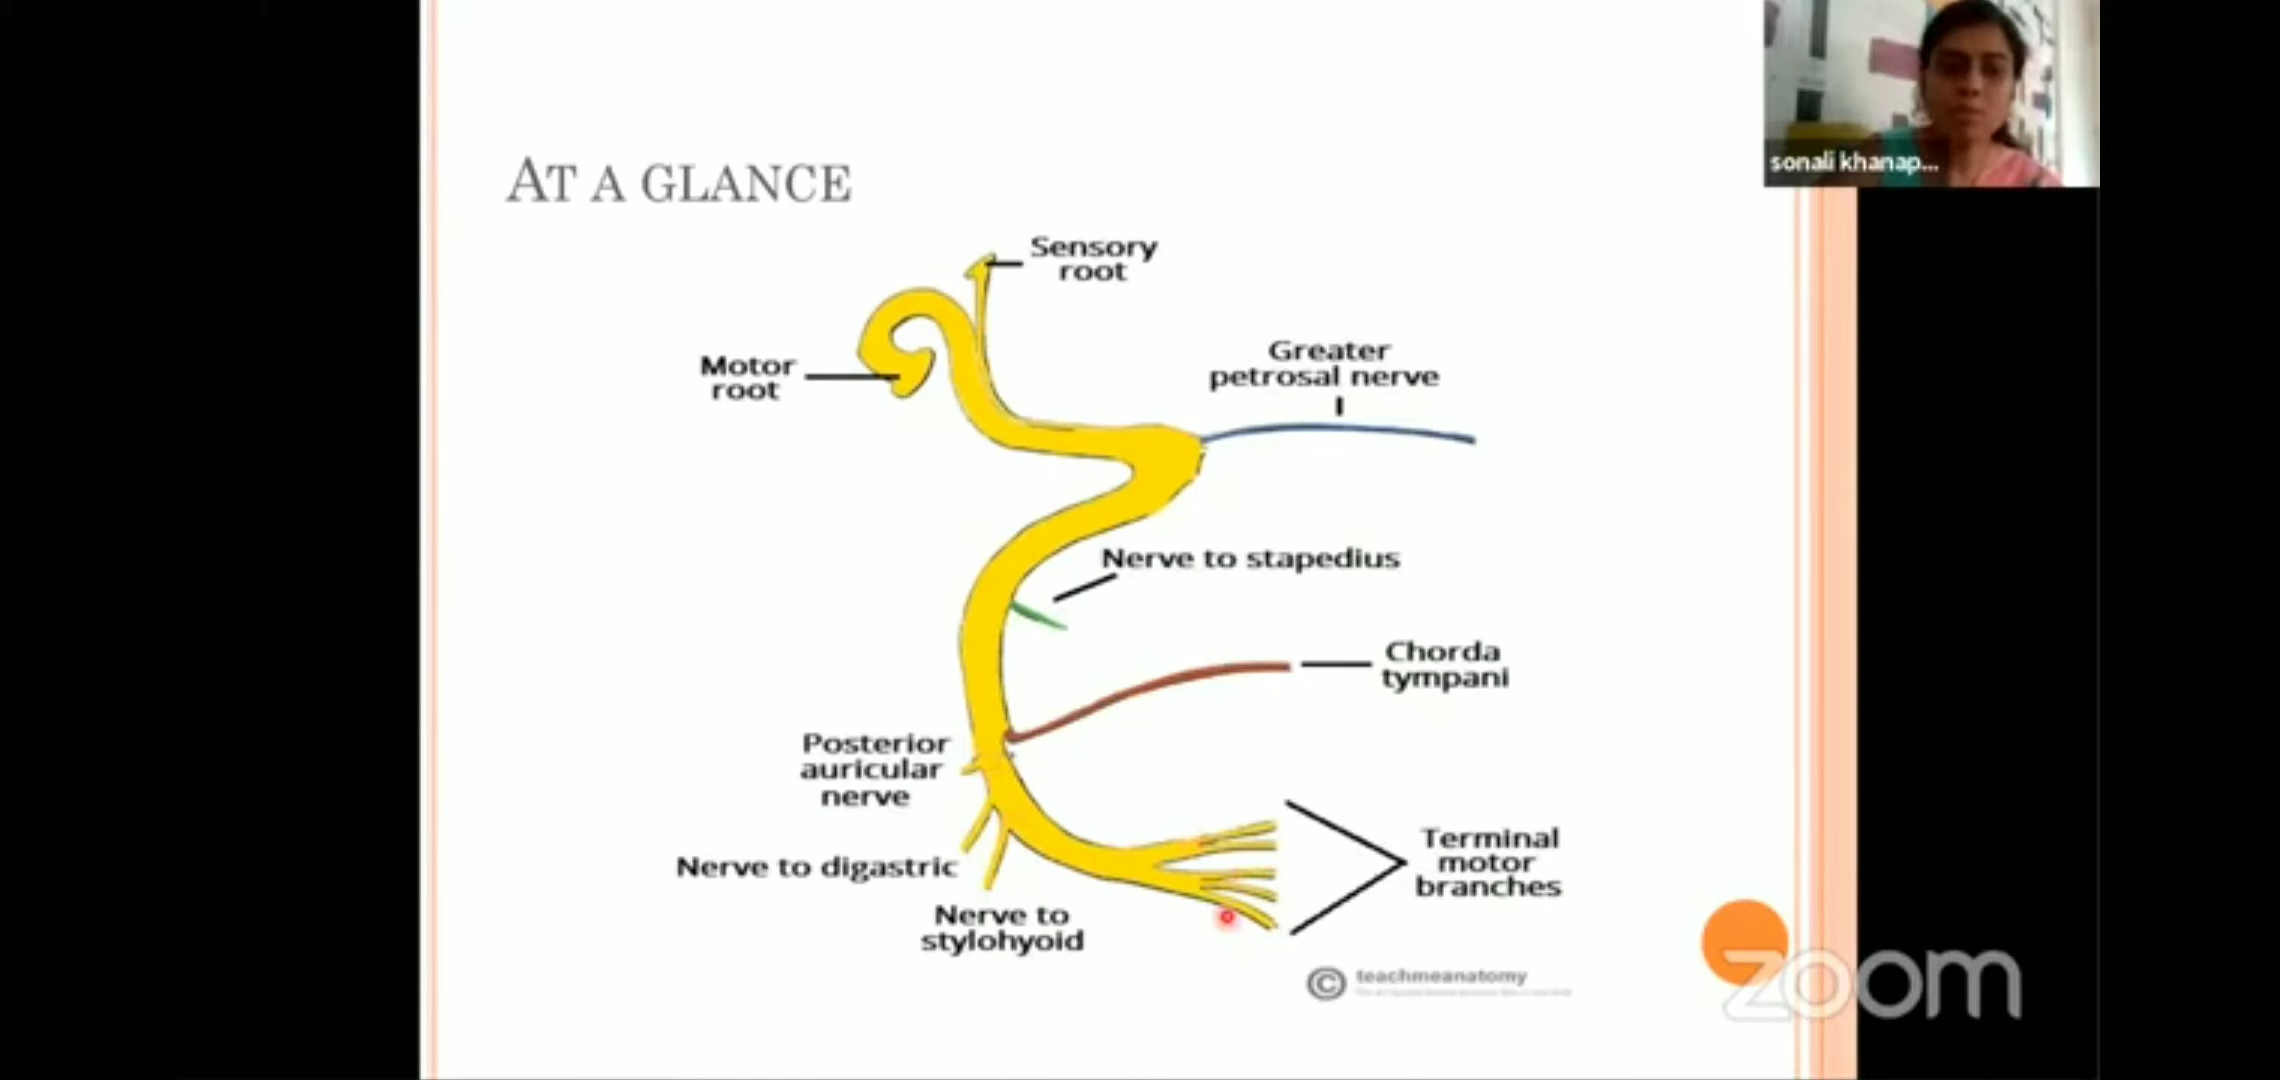 sonali khanap...
AT A GLANCE
Sensory
root
Motor
root
Greater
petrosal nerve
Nerve to stapedius
Chorda
tympani
Posterior
auricular
nerve
Nerve to digastric
Nerve to
stylohyoid
Terminal
motor
branches
© teachmeanatomy
zoom